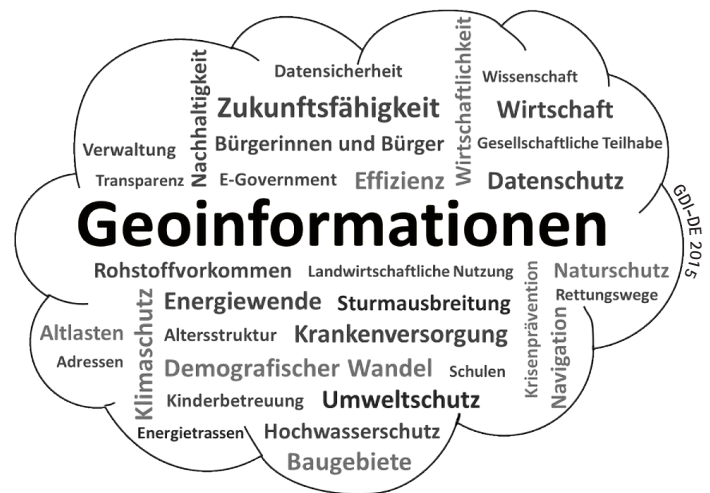 Datensicherheit
Wissenschaft
Nachhaltigkeit
Zukunftsfähigkeit
Wirtschaftlichkeit
Wirtschaft
Verwaltung
Bürgerinnen und Bürger
Gesellschaftliche Teilhabe
Transparenz
E-Government
Effizienz
Datenschutz
Geoinformationen
GDI-DE 2015
Rohstoffvorkommen
Landwirtschaftliche Nutzung
Naturschutz
Klimaschutz
Energiewende
Sturmausbreitung
Krisenprävention
Rettungswege
Altlasten
Altersstruktur
Krankenversorgung
Navigation
Adressen
Demografischer Wandel
Schulen
Kinderbetreuung
Umweltschutz
Energietrassen
Hochwasserschutz
Baugebiete